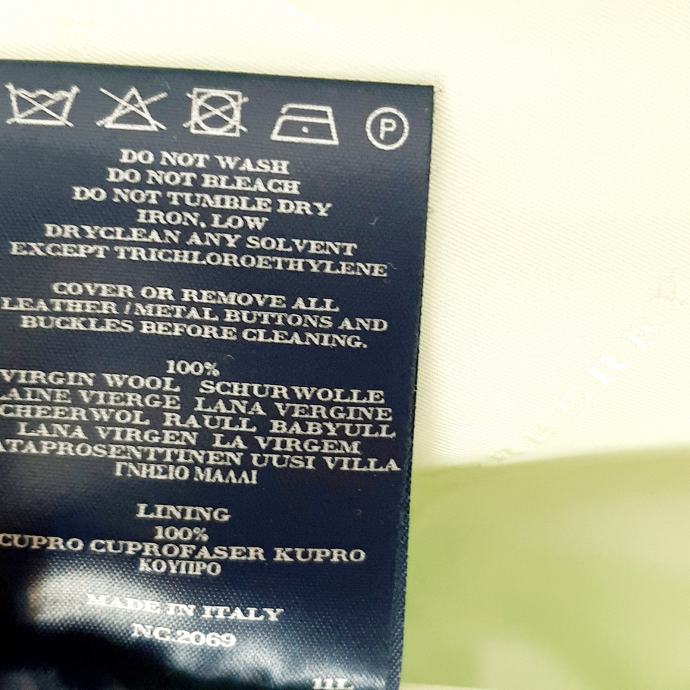 P
DO NOT WASH
DO NOT BLEACH
DO NOT TUMBLE DRY
IRON, LOW
DRYCLEAN ANY SOLVENT
EXCEPT TRICHLOROETHYLENE
COVER OR REMOVE ALL
LEATHER / METAL BUTTONS AND
BUCKLES BEFORE CLEANING.
100%
VIRGIN WOOL SCHURWOLLE
LAINE VIERGE LANA VERGINE
SCHEERWOL RAULL BABYULL
LANA VIRGEN LA VIRGEM
ATAPROSENTTINEN UUSI VILLA
ΓΝΗΣΙΟ ΜΑΛΛΙ
LINING
100%
CUPRO CUPROFASER KUPRO
ΚΟΥΠΡΟ
MADE IN ITALY
NC.2069